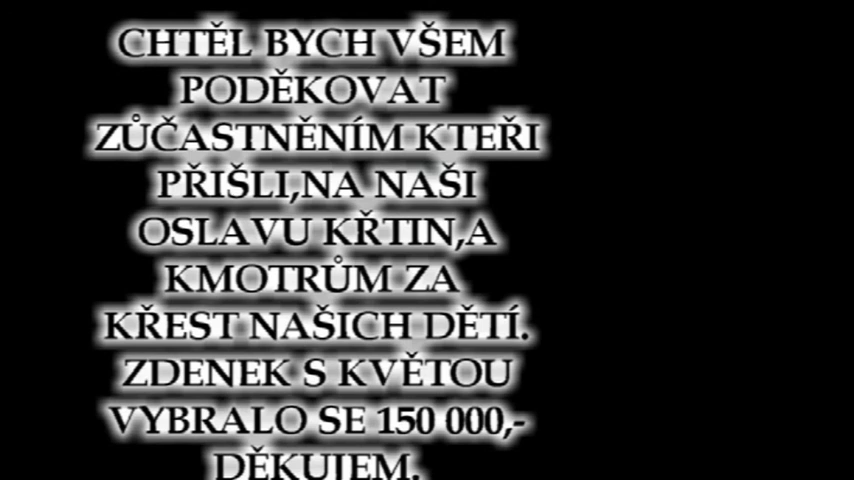 CHTĚL BYCH VŠEM
PODĚKOVAT
ZŮČASTNĚNÍM KTEŘI
PŘIŠLI,NA NAŠI
OSLAVU KŘTIN,A
KMOTRŮM ZA
KŘEST NAŠICH DĚTÍ.
ZDENEK S KVĚTOU
VYBRALO SE 150 000,-
DĚKUJEM.